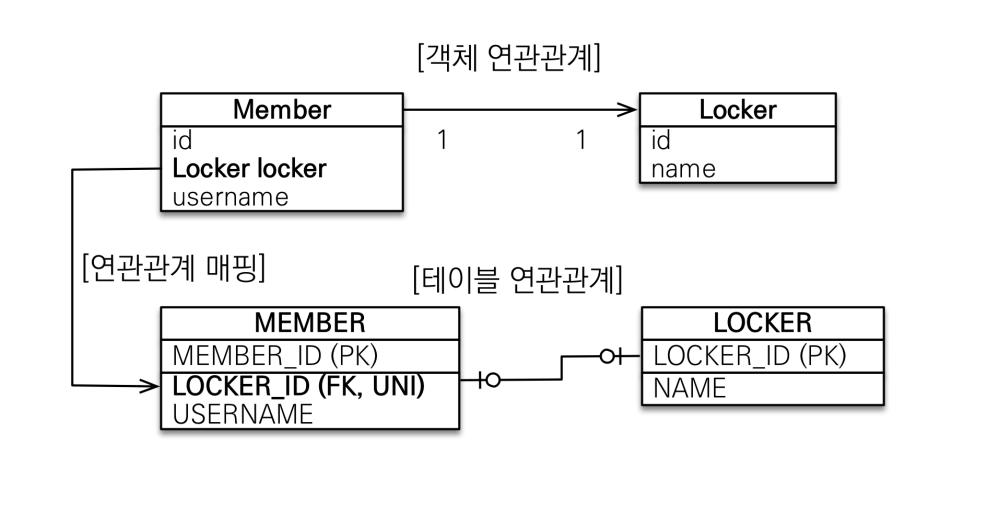 [객체 연관관계]
Member
id
Locker locker
username
1
1
Locker
id
name
[연관관계 매핑]
[테이블 연관관계]
MEMBER
MEMBER_ID (PK)
LOCKER_ID (FK, UNI)
USERNAME
LOCKER
LOCKER_ID (PK)
NAME